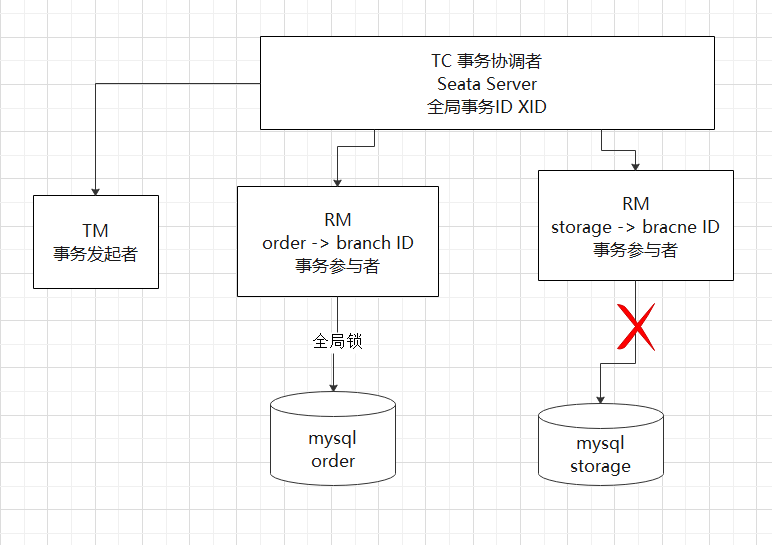 TC 事务协调者
Seata Server
全局事务ID XID
TM
事务发起者
RM
order -> branch ID
事务参与者
RM
storage -> bracne ID
事务参与者
全局锁
mysql
order
mysql
storage